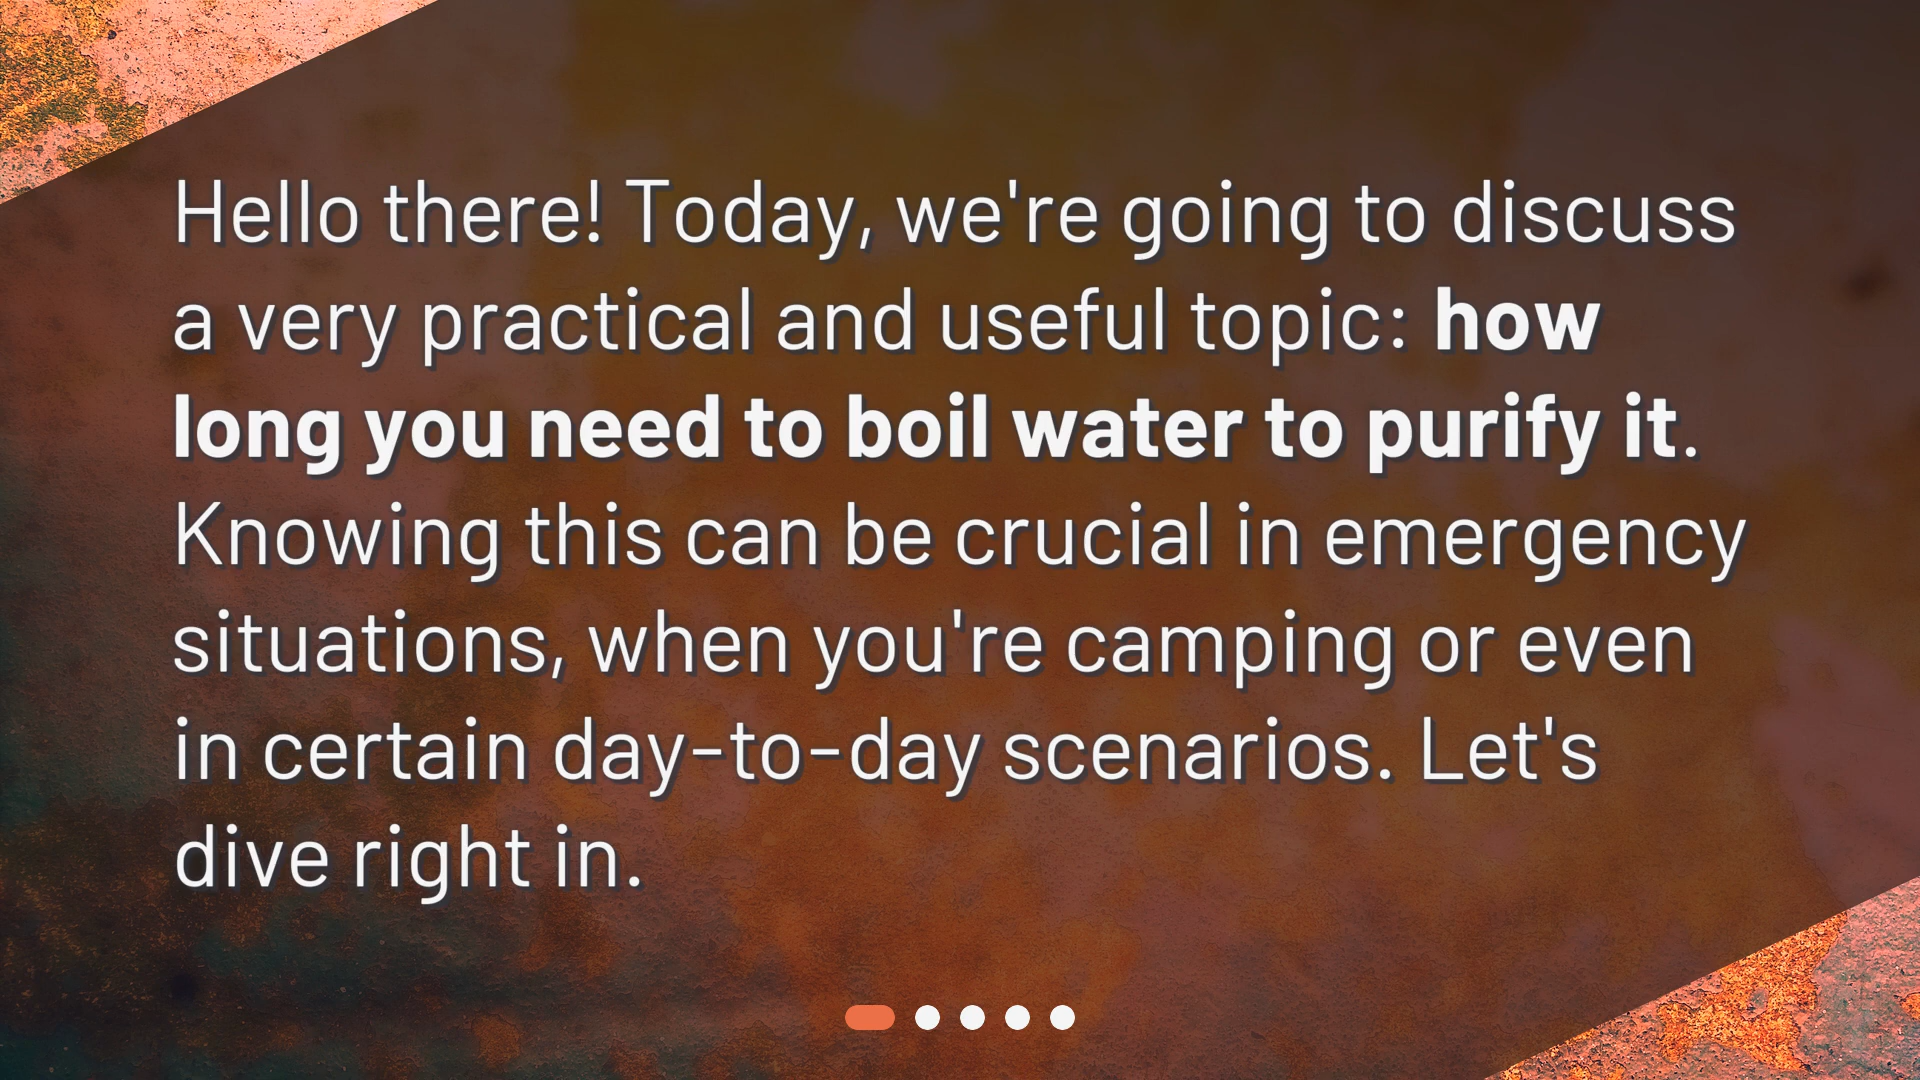 Hello there! Today, we're going to discuss
a very practical and useful topic: how
long you need to boil water to purify it.
Knowing this can be crucial in emergency
situations, when you're camping or even
in certain day-to-day scenarios. Let's
dive right in.